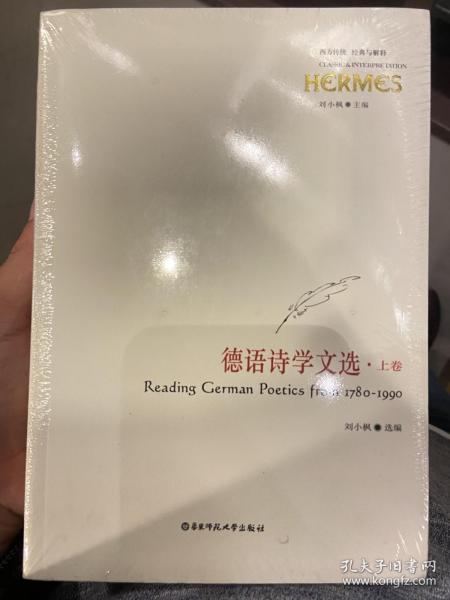 西方传统 经典与解释
CLASSIC & INTERPRETATION
HERMES
刘小枫●主编
德语诗学文选·上卷
Reading German Poetics from 1780-1990
刘小枫●选编
华东师范大学出版社
孔夫子旧书网
www.kongfz.com